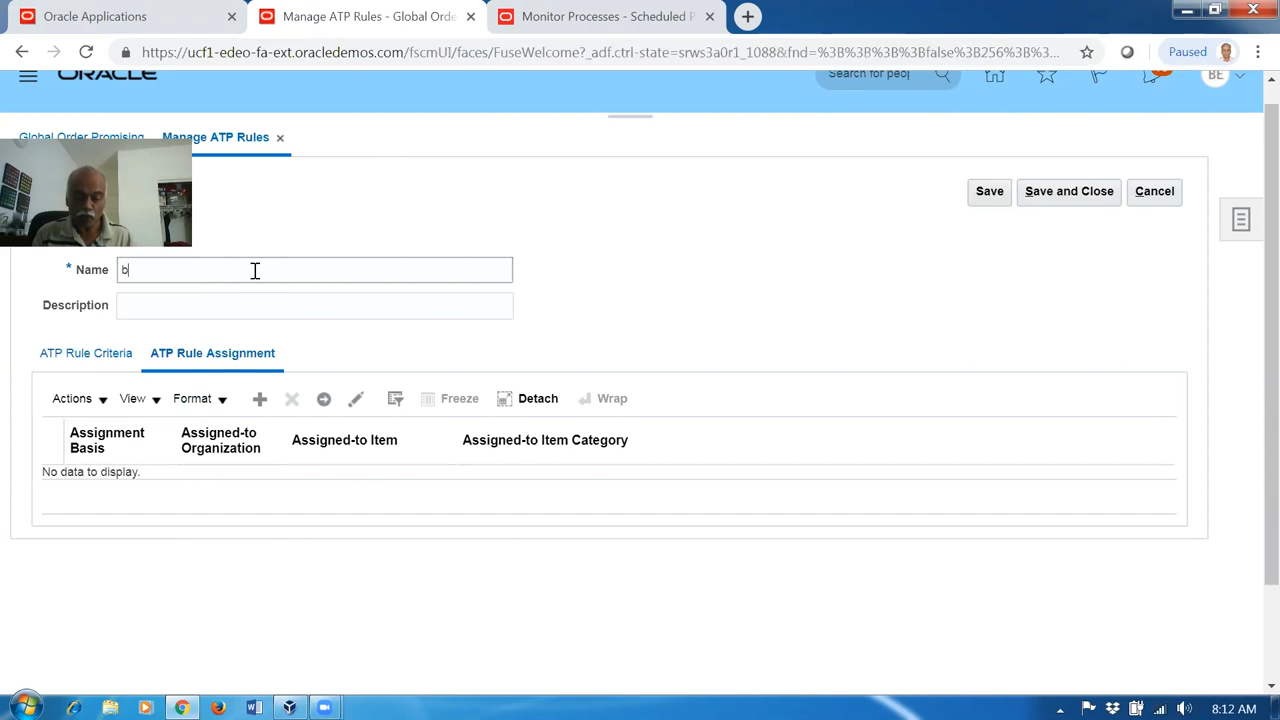 Oracle Applications
Manage ATP Rules - Global Orde
Monitor Processes - Scheduled P
https://ucf1-edeo-fa-ext.oracledemos.com/fscmUI/faces/FuseWelcome?_adf.ctrl-state=srws3a0r1_1088&fnd=%3B%3B%3B%3Bfalse%3B256%3B%3B...
Paused
ORACLE
Search for peopl
BE
Global Order Promising
Manage ATP Rules
Save
Save and Close
Cancel
* Name b
Description
ATP Rule Criteria
ATP Rule Assignment
Actions
View
Format
Freeze
Detach
Wrap
Assignment Basis
Assigned-to Organization
Assigned-to Item
Assigned-to Item Category
No data to display.
8:12 AM